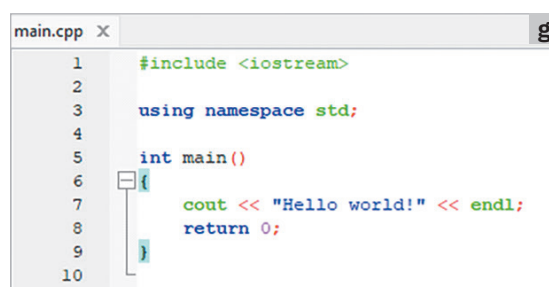 main.cpp X
g
1 #include <iostream>
2
3 using namespace std;
4
5 int main()
6 {
7 cout << "Hello world!" << endl;
8 return 0;
9 }
10